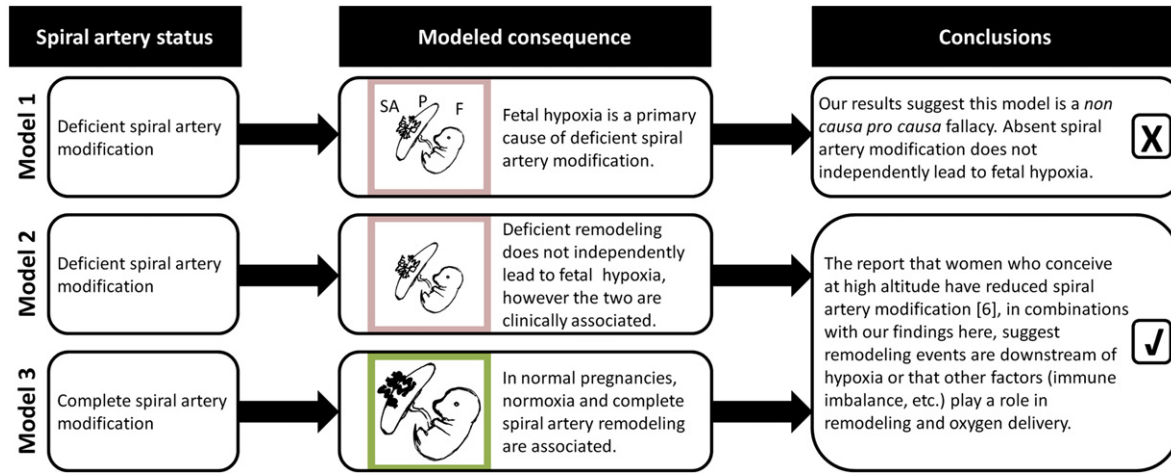 Spiral artery status
Modeled consequence
Conclusions
Model 1
Deficient spiral artery
modification
SA P F
Fetal hypoxia is a primary
cause of deficient spiral
artery modification.
Our results suggest this model is a non
causa pro causa fallacy. Absent spiral
artery modification does not
independently lead to fetal hypoxia.
X
Model 2
Deficient spiral artery
modification
Deficient remodeling
does not independently
lead to fetal hypoxia,
however the two are
clinically associated.
The report that women who conceive
at high altitude have reduced spiral
artery modification [6], in combinations
with our findings here, suggest
remodeling events are downstream of
hypoxia or that other factors (immune
imbalance, etc.) play a role in
remodeling and oxygen delivery.
√
Model 3
Complete spiral artery
modification
In normal pregnancies,
normoxia and complete
spiral artery remodeling
are associated.